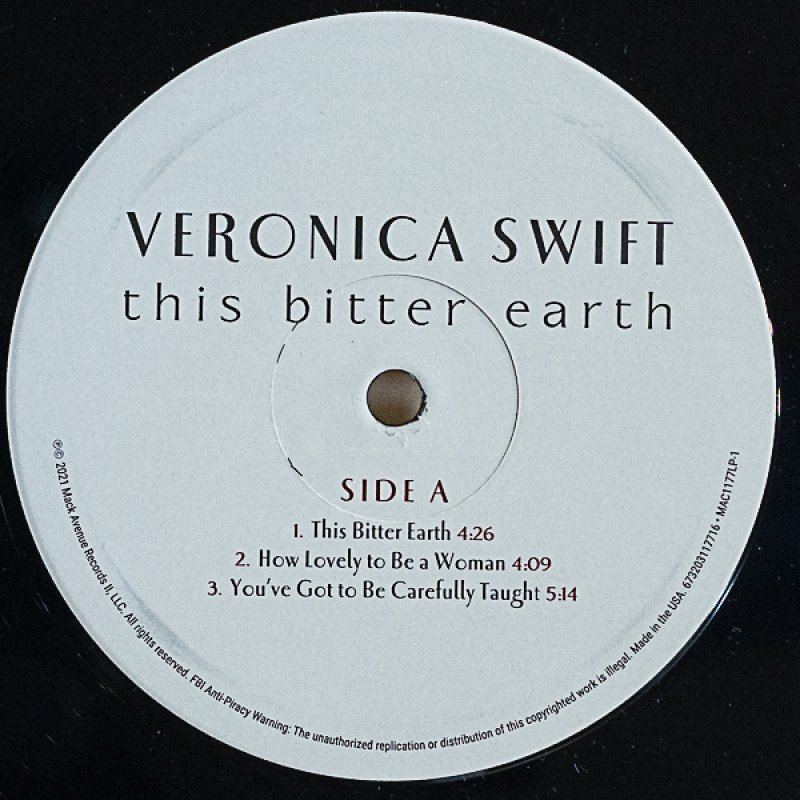 VERONICA SWIFT
this bitter earth
SIDE A
1. This Bitter Earth 4:26
2. How Lovely to Be a Woman 4:09
3. You've Got to Be Carefully Taught 5:14
℗© 2021 Mack Avenue Records II, LLC. All rights reserved. FBI Anti-Piracy Warning: The unauthorized replication or distribution of this copyrighted work is illegal. Made in the USA. 673203117716 • MAC1177LP-1